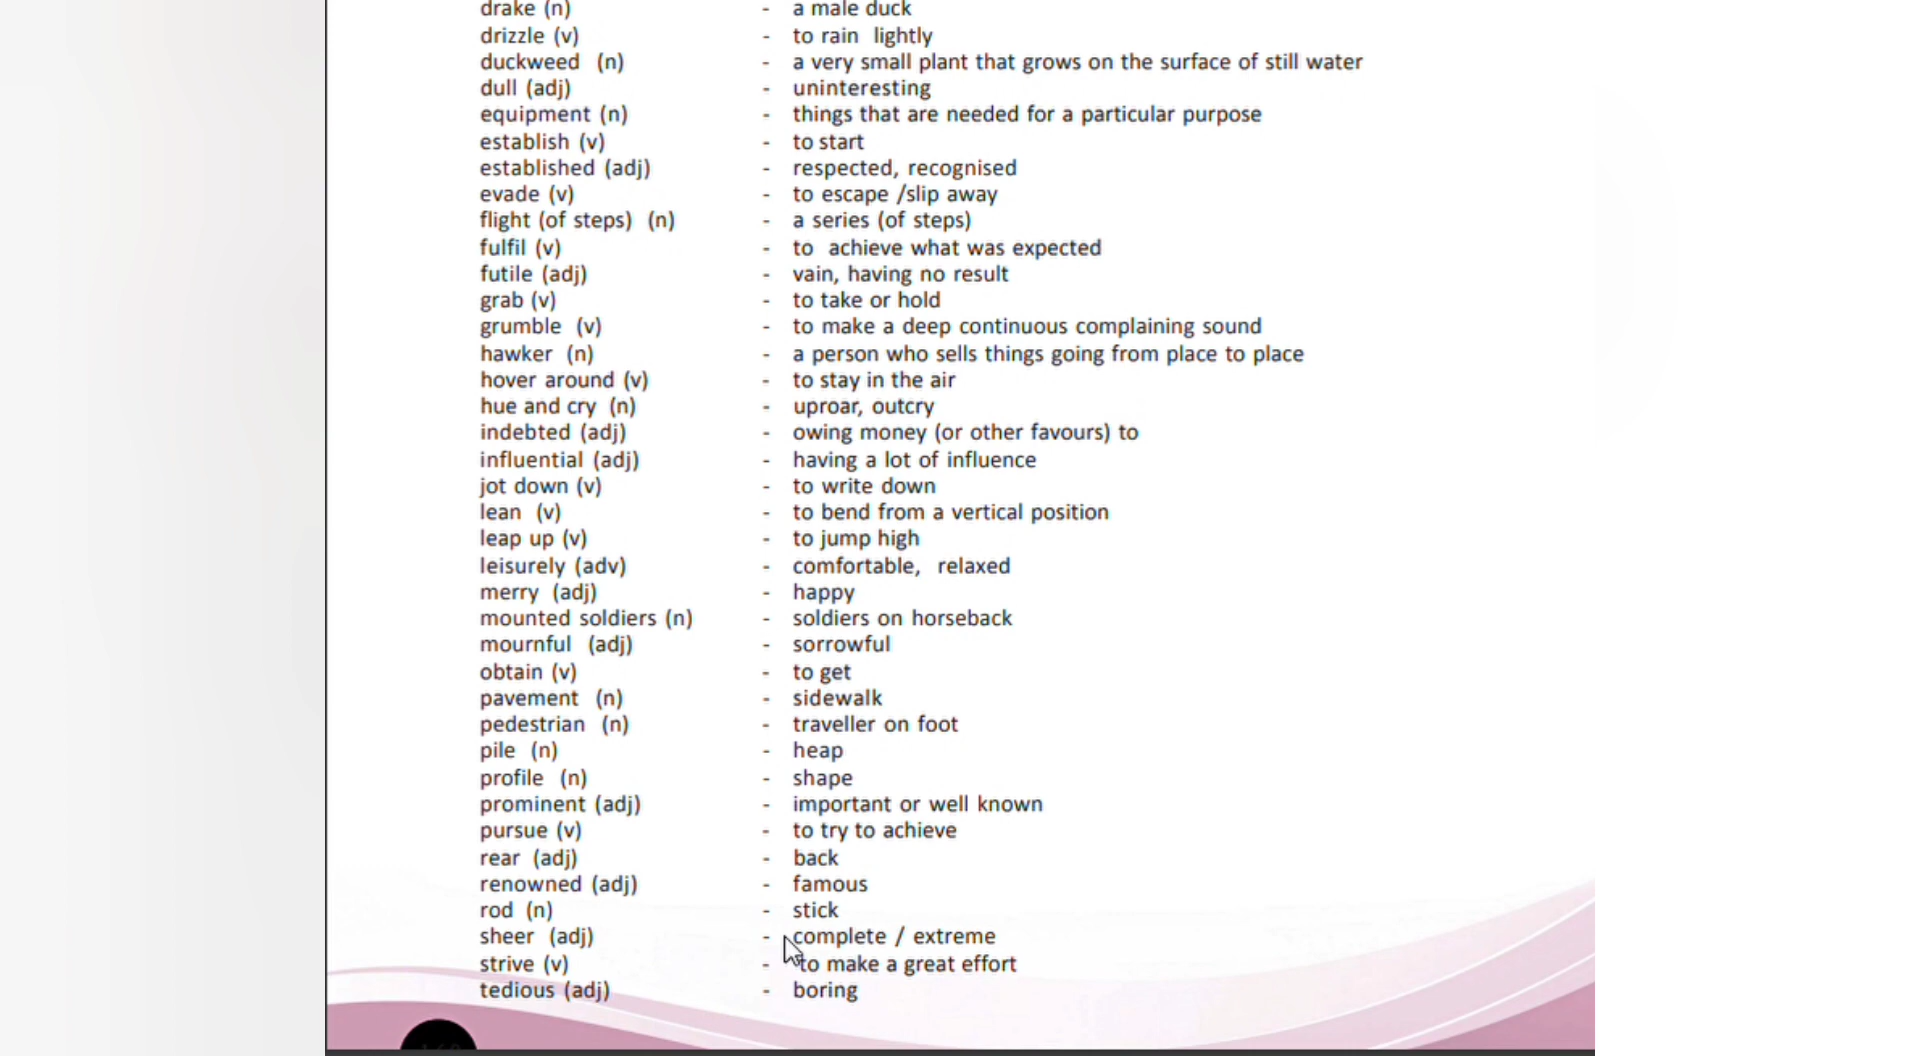 drake (n) - a male duck
drizzle (v) - to rain lightly
duckweed (n) - a very small plant that grows on the surface of still water
dull (adj) - uninteresting
equipment (n) - things that are needed for a particular purpose
establish (v) - to start
established (adj) - respected, recognised
evade (v) - to escape /slip away
flight (of steps) (n) - a series (of steps)
fulfil (v) - to achieve what was expected
futile (adj) - vain, having no result
grab (v) - to take or hold
grumble (v) - to make a deep continuous complaining sound
hawker (n) - a person who sells things going from place to place
hover around (v) - to stay in the air
hue and cry (n) - uproar, outcry
indebted (adj) - owing money (or other favours) to
influential (adj) - having a lot of influence
jot down (v) - to write down
lean (v) - to bend from a vertical position
leap up (v) - to jump high
leisurely (adv) - comfortable, relaxed
merry (adj) - happy
mounted soldiers (n) - soldiers on horseback
mournful (adj) - sorrowful
obtain (v) - to get
pavement (n) - sidewalk
pedestrian (n) - traveller on foot
pile (n) - heap
profile (n) - shape
prominent (adj) - important or well known
pursue (v) - to try to achieve
rear (adj) - back
renowned (adj) - famous
rod (n) - stick
sheer (adj) - complete / extreme
strive (v) - to make a great effort
tedious (adj) - boring